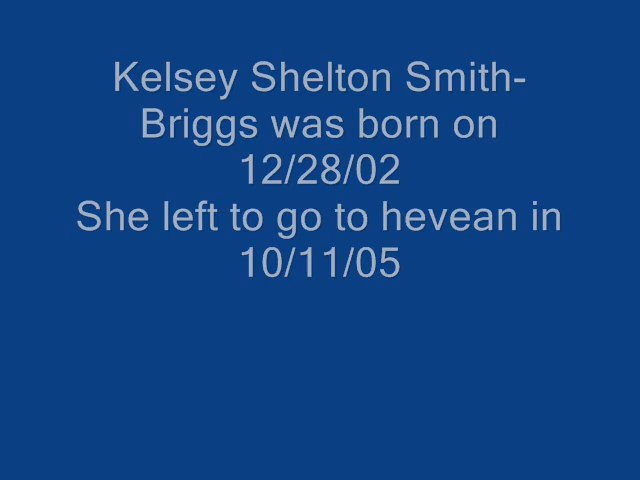 Kelsey Shelton Smith-
Briggs was born on
12/28/02
She left to go to hevean in
10/11/05